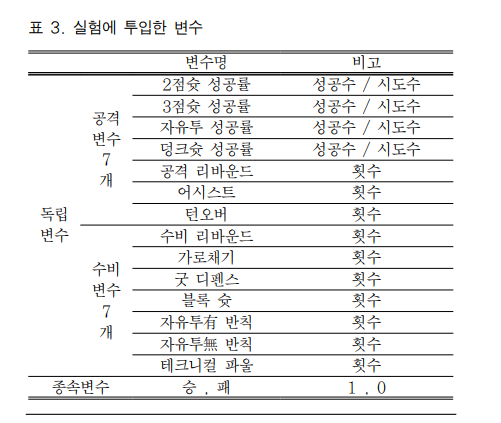 표 3. 실험에 투입한 변수
변수명 비고
독립 변수
공격 변수 7 개
2점슛 성공률 성공수 / 시도수
3점슛 성공률 성공수 / 시도수
자유투 성공률 성공수 / 시도수
덩크슛 성공률 성공수 / 시도수
공격 리바운드 횟수
어시스트 횟수
턴오버 횟수
수비 변수 7 개
수비 리바운드 횟수
가로채기 횟수
굿 디펜스 횟수
블록 슛 횟수
자유투有 반칙 횟수
자유투無 반칙 횟수
테크니컬 파울 횟수
종속변수 승 , 패 1 , 0